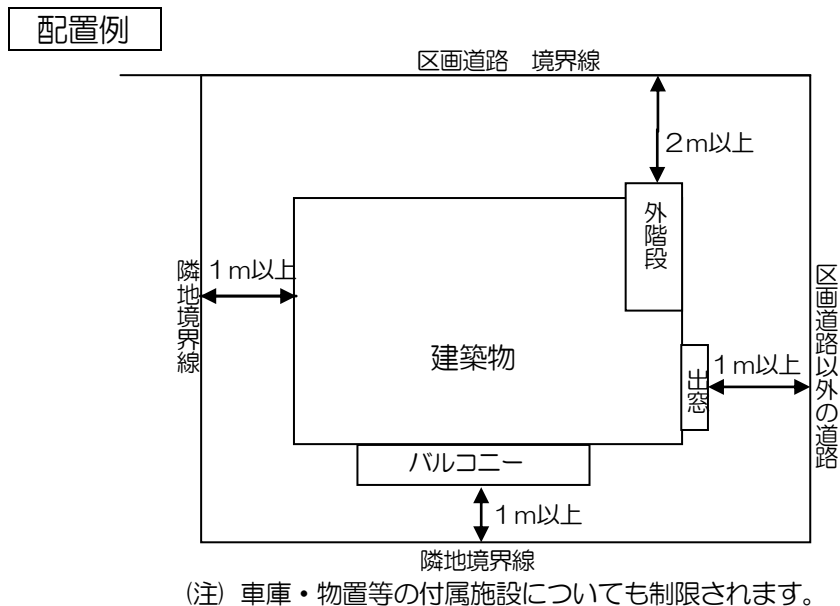 配置例
区画道路　境界線
２ｍ以上
外階段
隣地境界線
１ｍ以上
建築物
出窓
１ｍ以上
区画道路以外の道路
バルコニー
１ｍ以上
隣地境界線
(注)　車庫・物置等の付属施設についても制限されます。